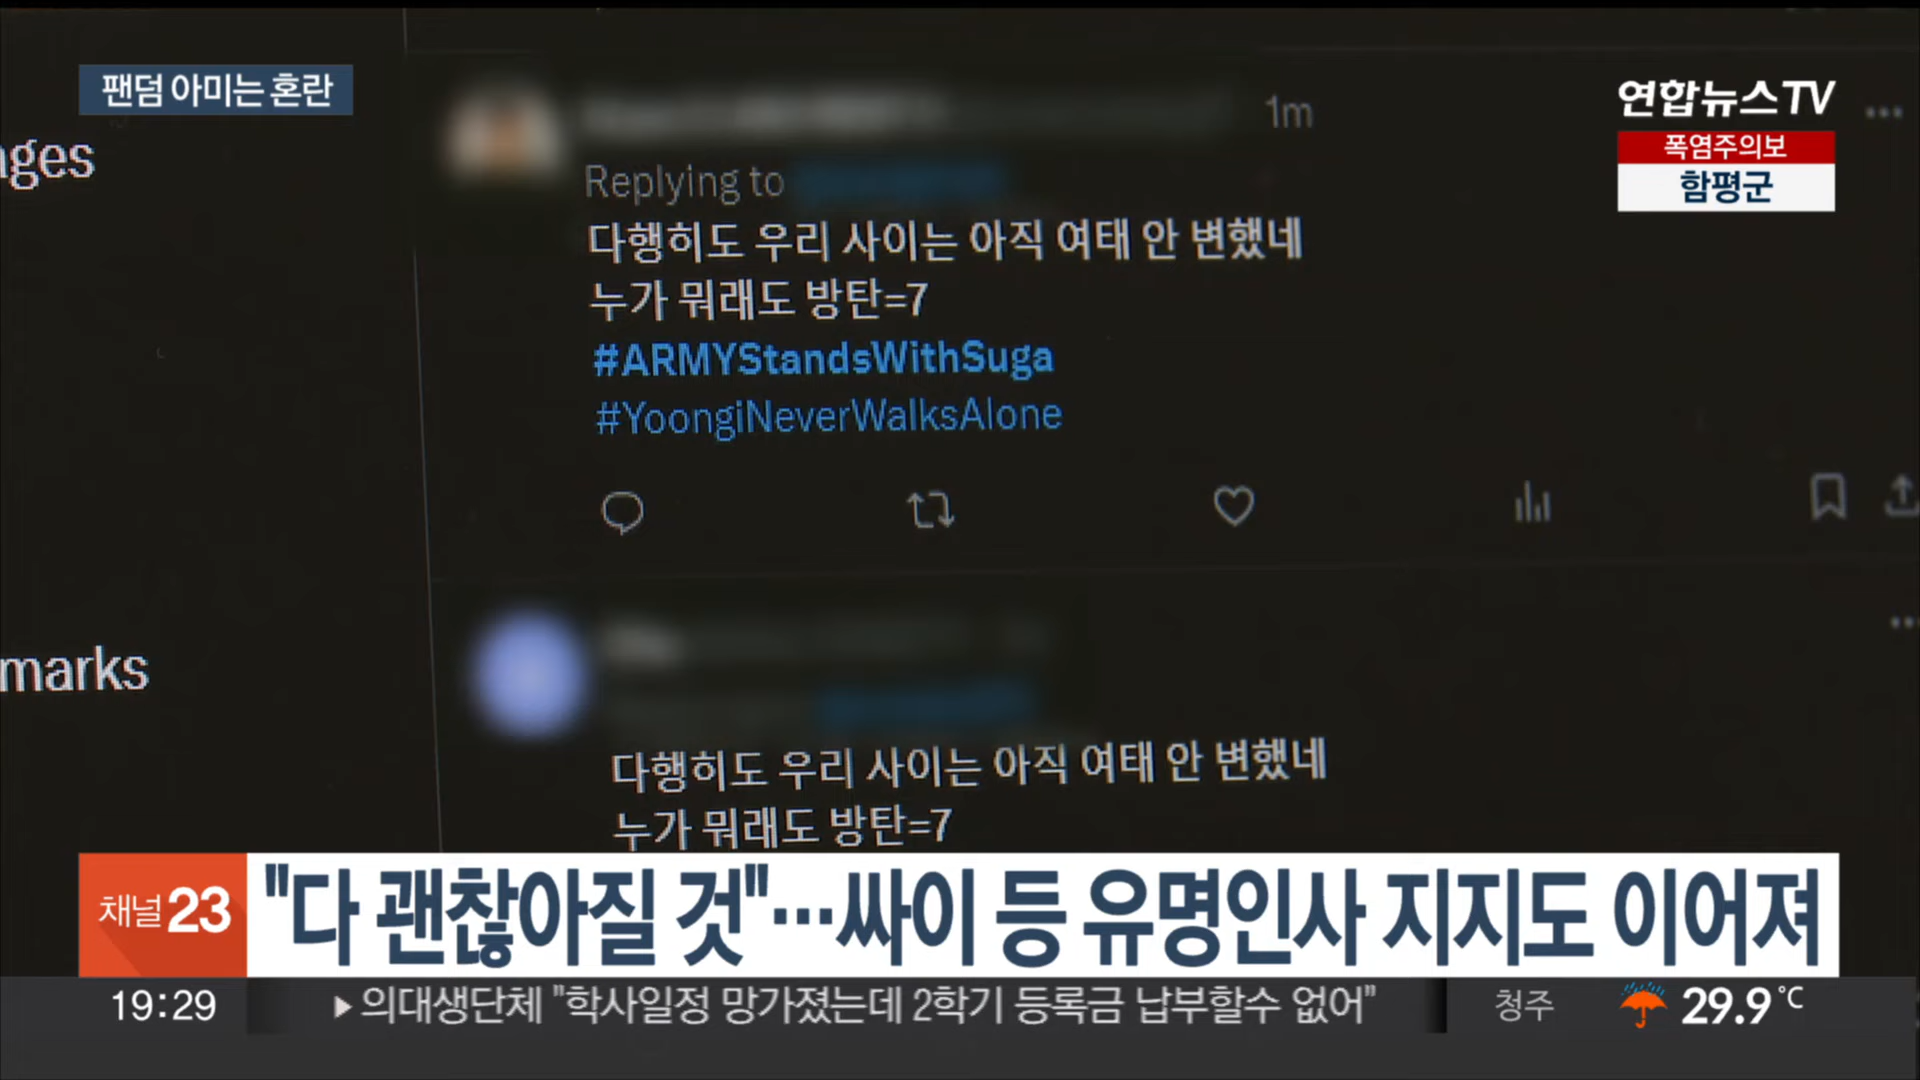 팬덤 아미는 혼란
연합뉴스TV
폭염주의보
함평군
ages
1m
Replying to
다행히도 우리 사이는 아직 여태 안 변했네
누가 뭐래도 방탄=7
#ARMYStandsWithSuga
#YoongiNeverWalksAlone
marks
다행히도 우리 사이는 아직 여태 안 변했네
누가 뭐래도 방탄=7
채널23
"다 괜찮아질 것"…싸이 등 유명인사 지지도 이어져
19:29 ▶의대생단체 "학사일정 망가졌는데 2학기 등록금 납부할수 없어" 청주 29.9℃